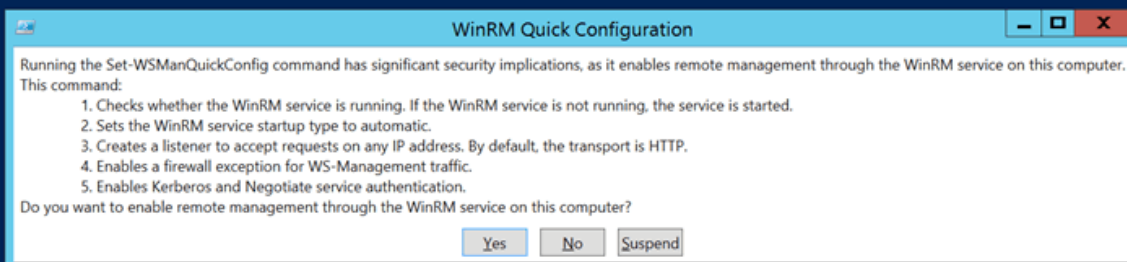 WinRM Quick Configuration
Running the Set-WSManQuickConfig command has significant security implications, as it enables remote management through the WinRM service on this computer.
This command:
1. Checks whether the WinRM service is running. If the WinRM service is not running, the service is started.
2. Sets the WinRM service startup type to automatic.
3. Creates a listener to accept requests on any IP address. By default, the transport is HTTP.
4. Enables a firewall exception for WS-Management traffic.
5. Enables Kerberos and Negotiate service authentication.
Do you want to enable remote management through the WinRM service on this computer?
Yes No Suspend